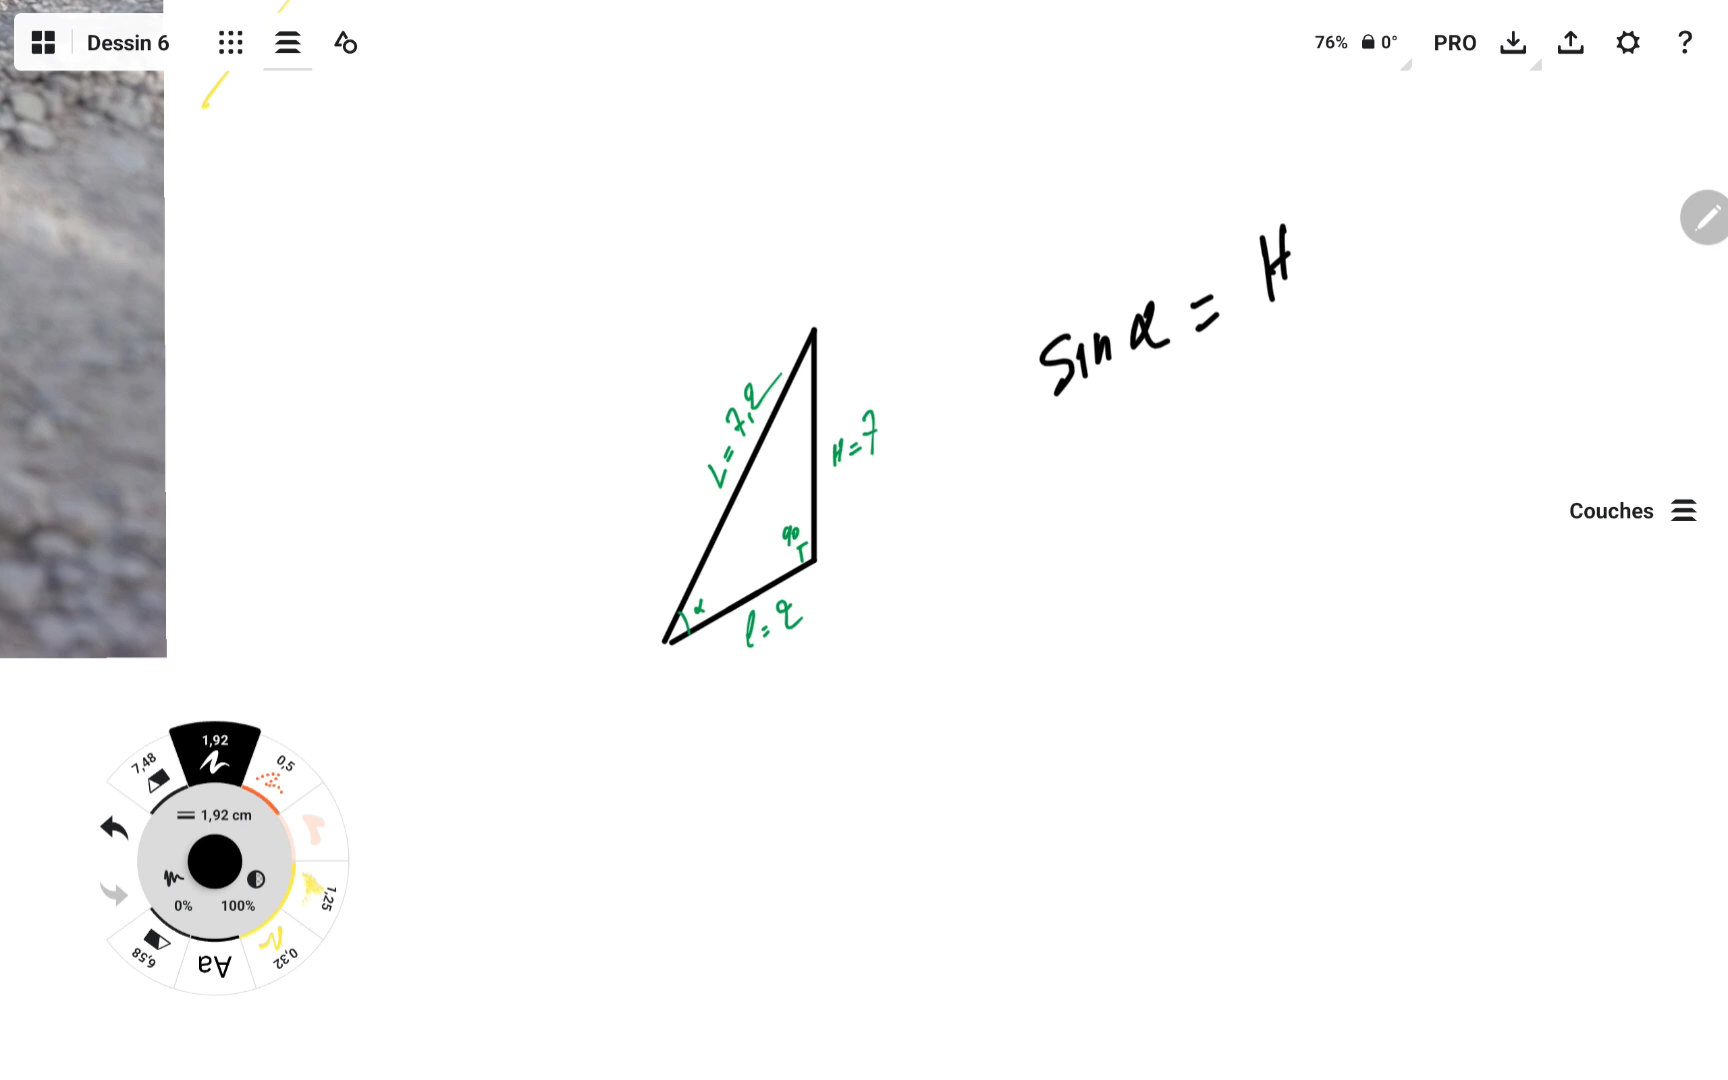 Dessin 6
76% 0° PRO ?
sin α = H
L = 7,2
H = 7
90
α
l = 2
Couches
1,92
7,48
0,5
1,92 cm
1,25
0% 100%
6,58
Aa
0,32